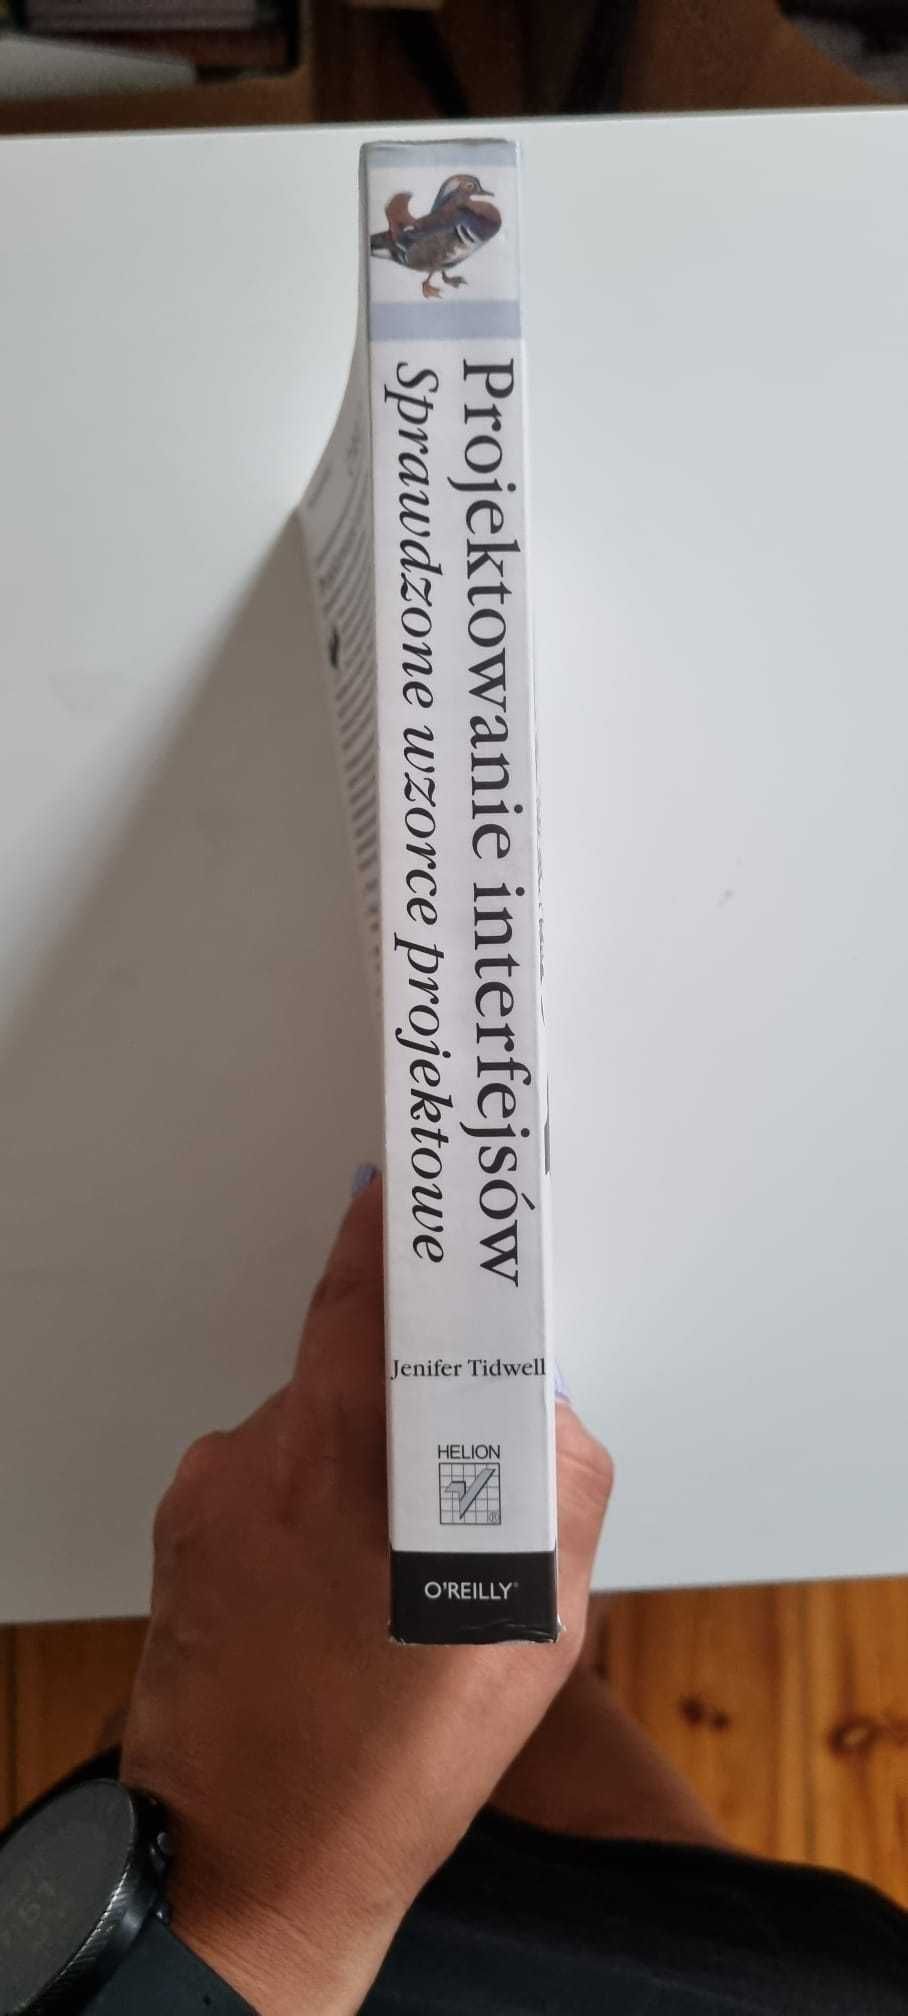 Projektowanie interfejsów
Sprawdzone wzorce projektowe
Jenifer Tidwell
HELION
®
O'REILLY®